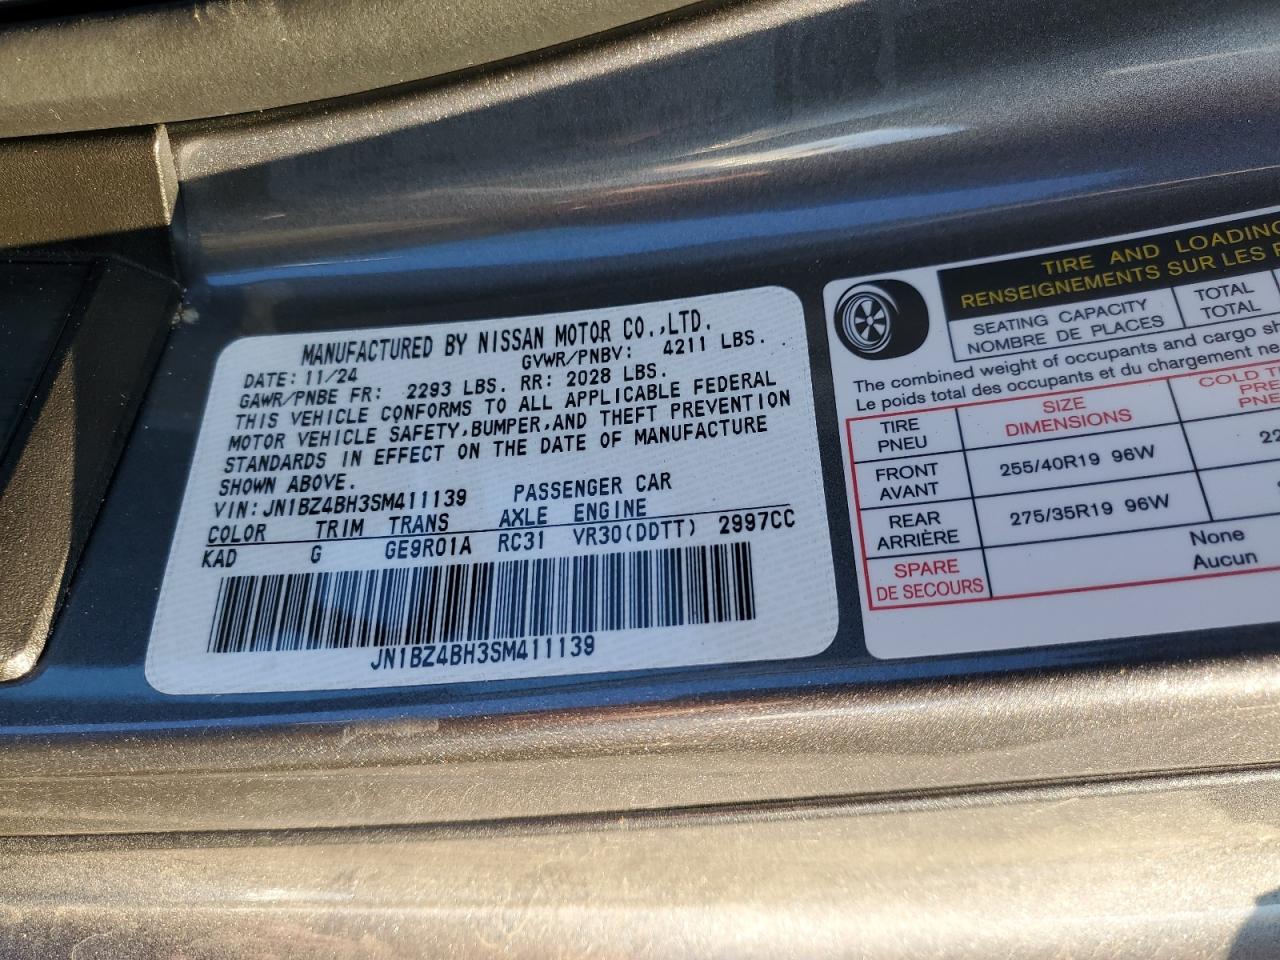 MANUFACTURED BY NISSAN MOTOR CO.,LTD.
DATE: 11/24 GVWR/PNBV: 4211 LBS.
GAWR/PNBE FR: 2293 LBS. RR: 2028 LBS.
THIS VEHICLE CONFORMS TO ALL APPLICABLE FEDERAL
MOTOR VEHICLE SAFETY,BUMPER,AND THEFT PREVENTION
STANDARDS IN EFFECT ON THE DATE OF MANUFACTURE
SHOWN ABOVE.
VIN: JN1BZ4BH3SM411139 PASSENGER CAR
COLOR TRIM TRANS AXLE ENGINE
KAD G GE9R01A RC31 VR30(DDTT) 2997CC
JN1BZ4BH3SM411139
TIRE AND LOADING
RENSEIGNEMENTS SUR LES
SEATING CAPACITY TOTAL
NOMBRE DE PLACES TOTAL
The combined weight of occupants and cargo
Le poids total des occupants et du chargement
TIRE SIZE COLD
PNEU DIMENSIONS
FRONT 255/40R19 96W
AVANT
REAR 275/35R19 96W
ARRIÈRE
SPARE None
DE SECOURS Aucun